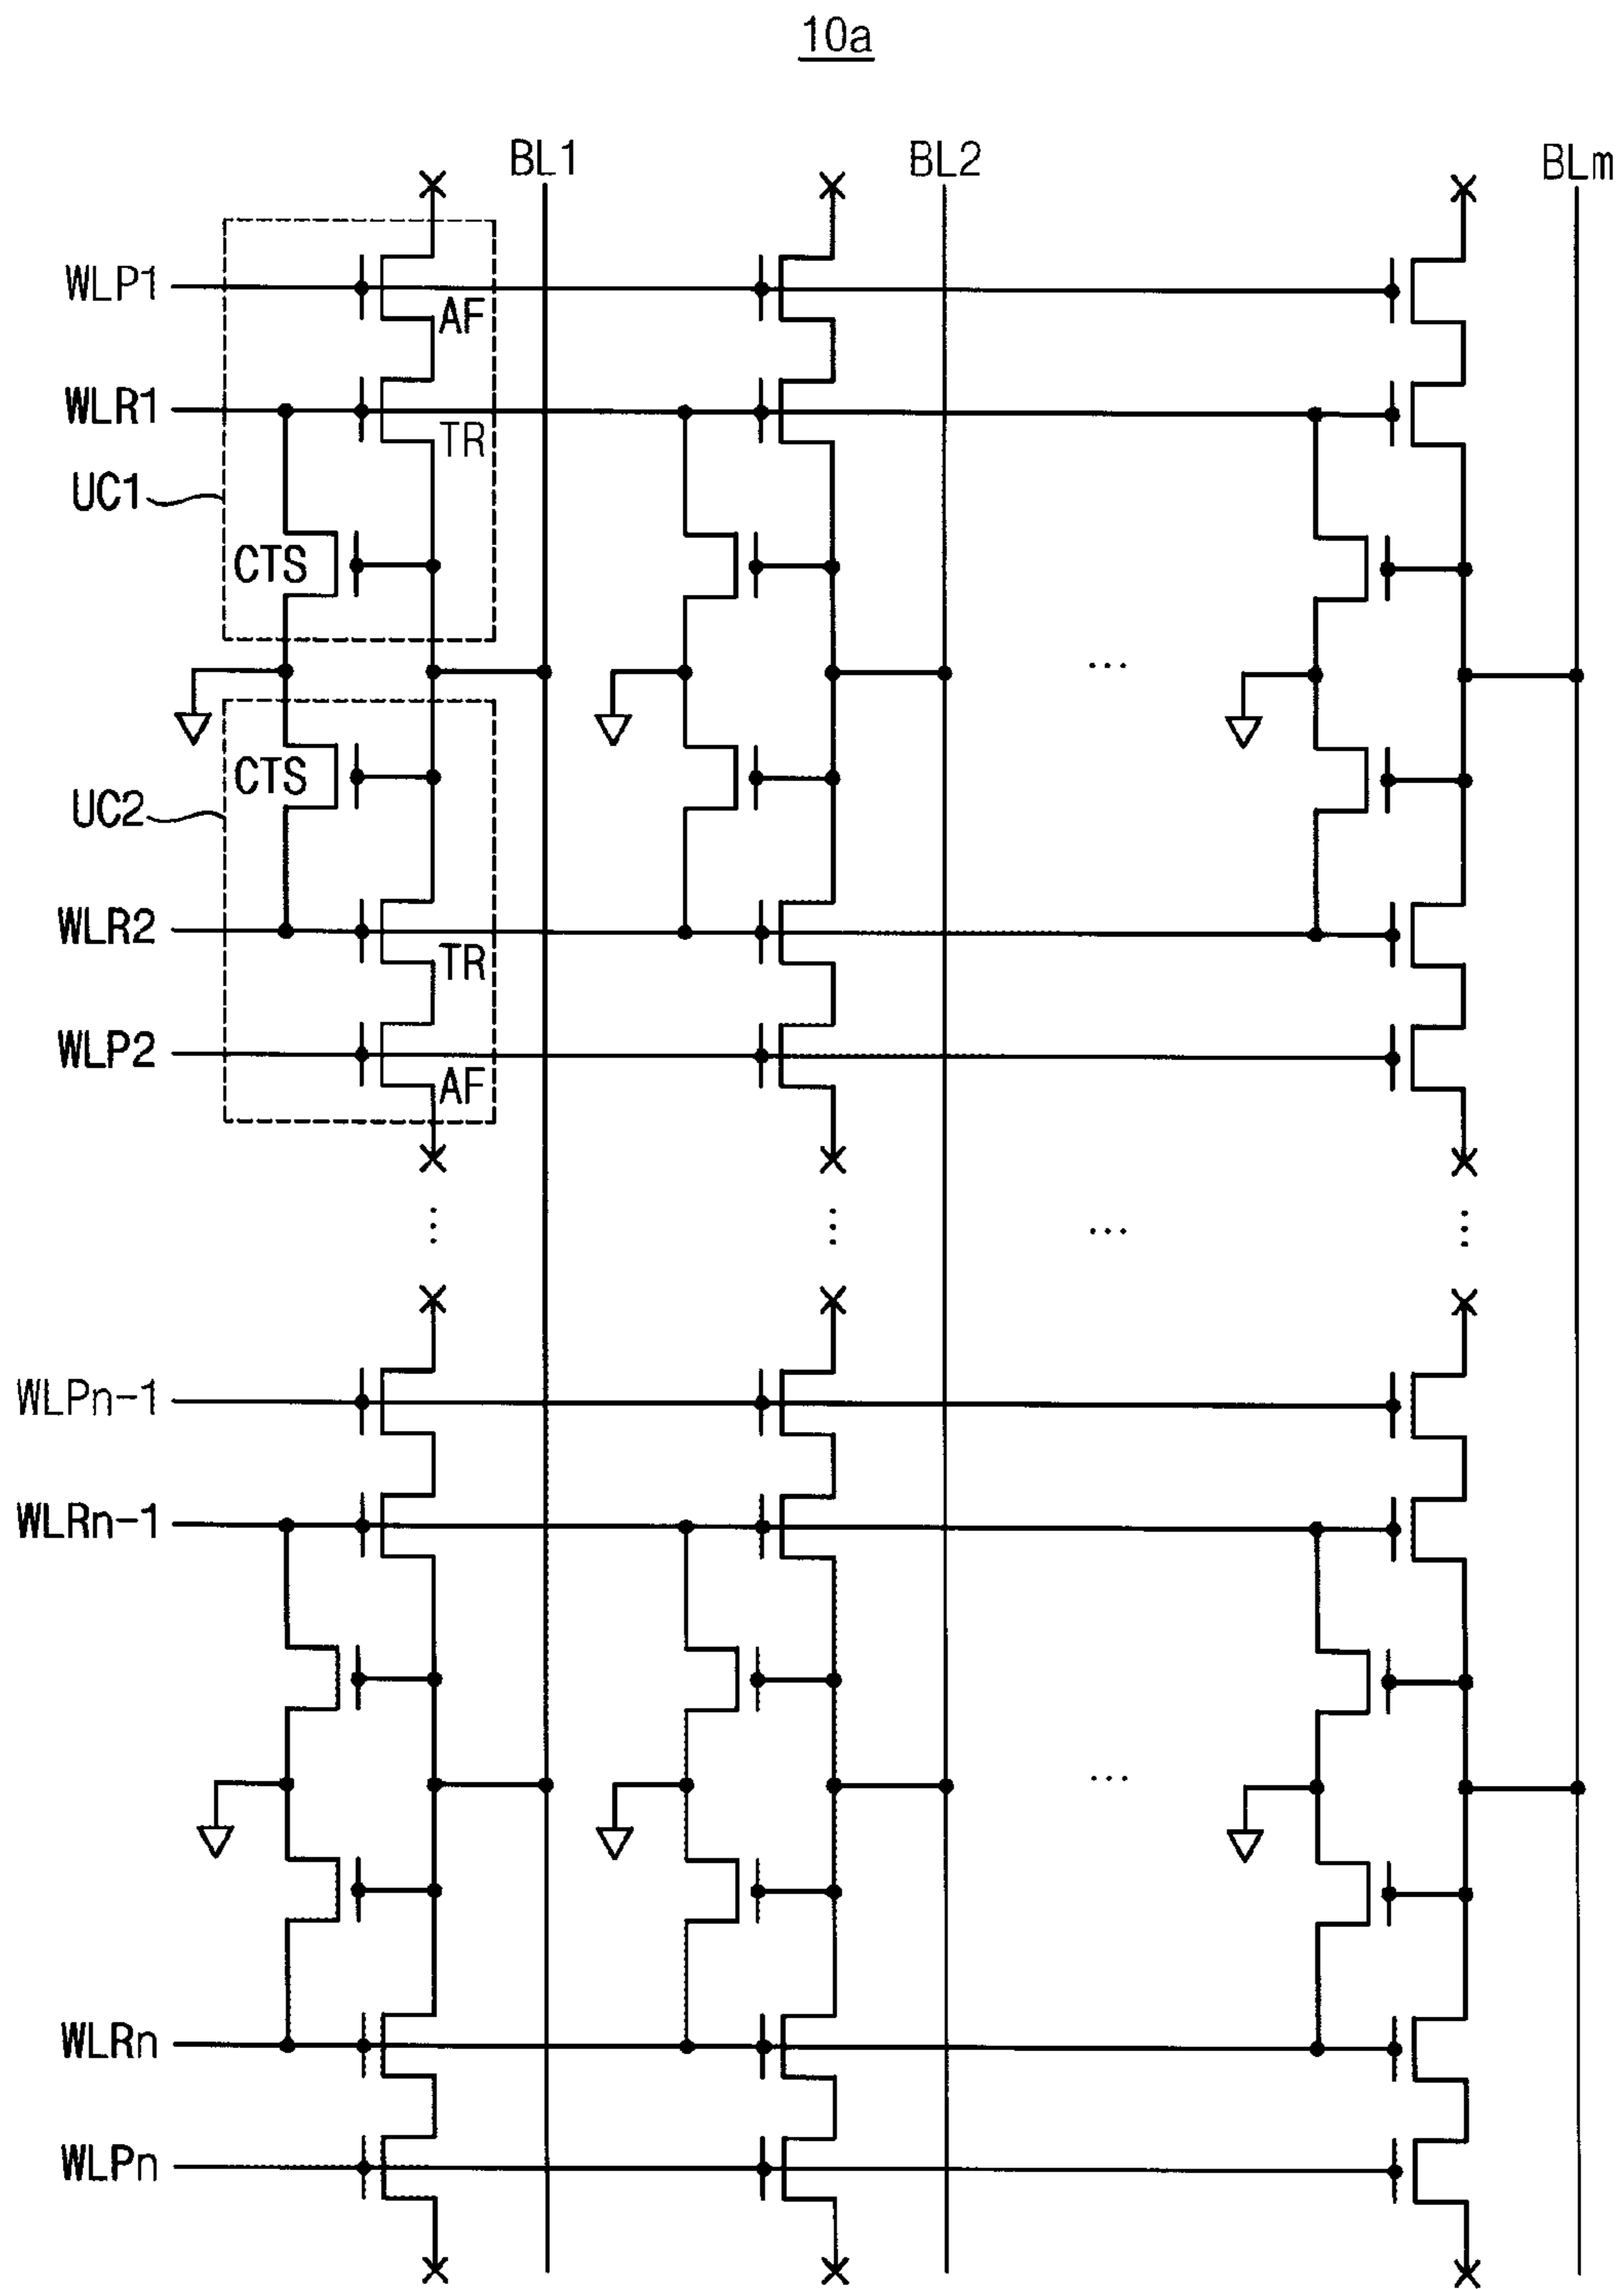 10a
BL1 BL2 BLm
WLP1
AF
WLR1
TR
UC1
CTS
...
CTS
UC2
WLR2
TR
WLP2
AF
... ... ... ...
WLPn-1
WLRn-1
...
WLRn
WLPn